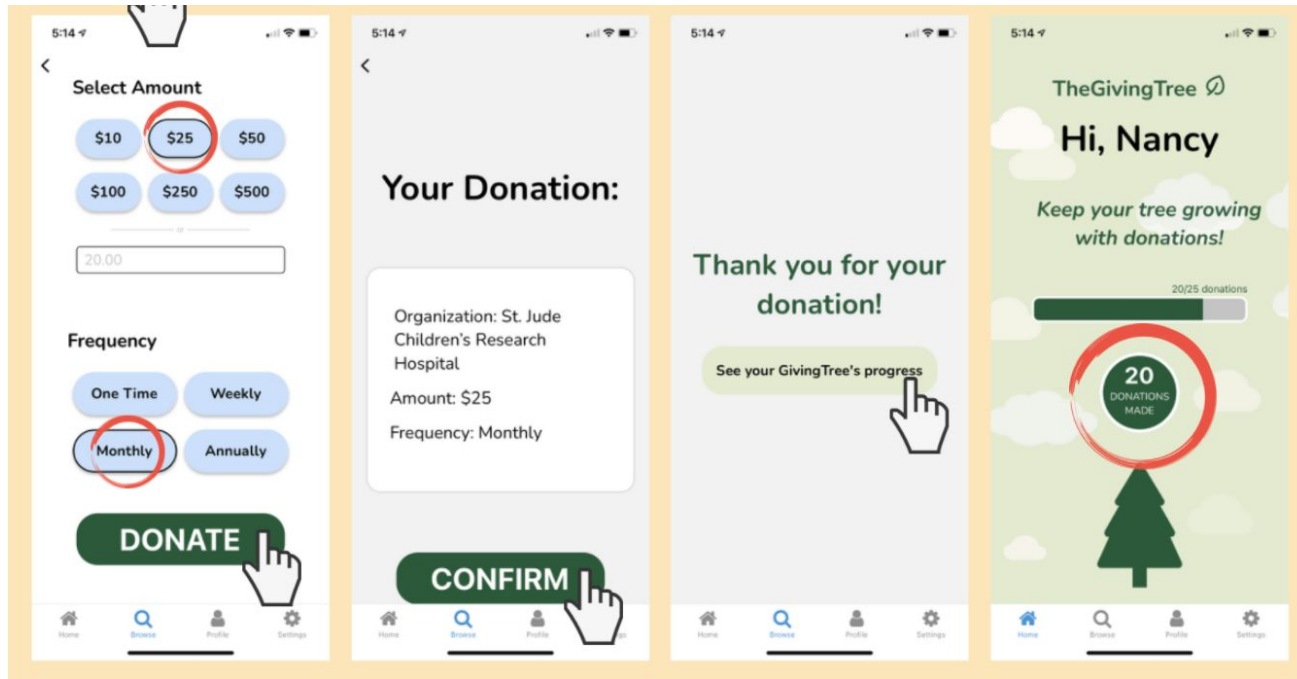 5:14
Select Amount
$10 $25 $50
$100 $250 $500
or
20.00
Frequency
One Time Weekly
Monthly Annually
DONATE
Home Browse Profile Settings
5:14
Your Donation:
Organization: St. Jude
Children's Research
Hospital
Amount: $25
Frequency: Monthly
CONFIRM
Home Browse Profile
5:14
Thank you for your
donation!
See your GivingTree's progress
Home Browse Profile Settings
5:14
TheGivingTree
Hi, Nancy
Keep your tree growing
with donations!
20/25 donations
20
DONATIONS
MADE
Home Browse Profile Settings